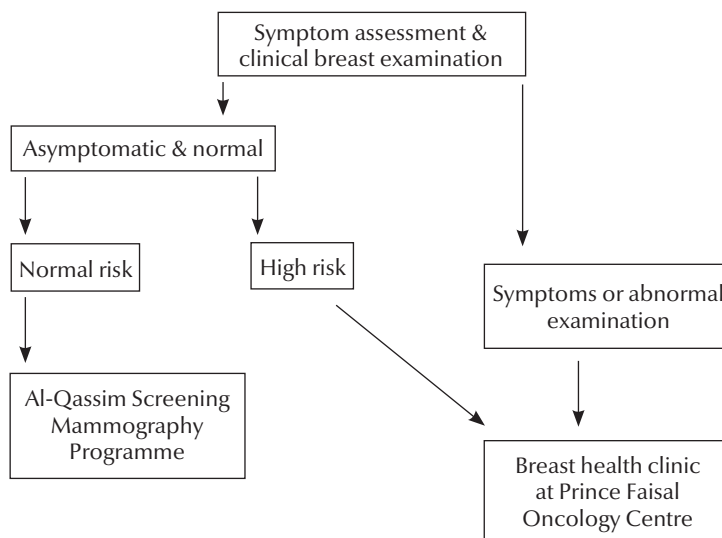 Symptom assessment &
clinical breast examination
Asymptomatic & normal
Normal risk
High risk
Symptoms or abnormal
examination
Al-Qassim Screening
Mammography
Programme
Breast health clinic
at Prince Faisal
Oncology Centre